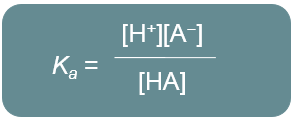 [H⁺][A⁻]
Kₐ =
[HA]